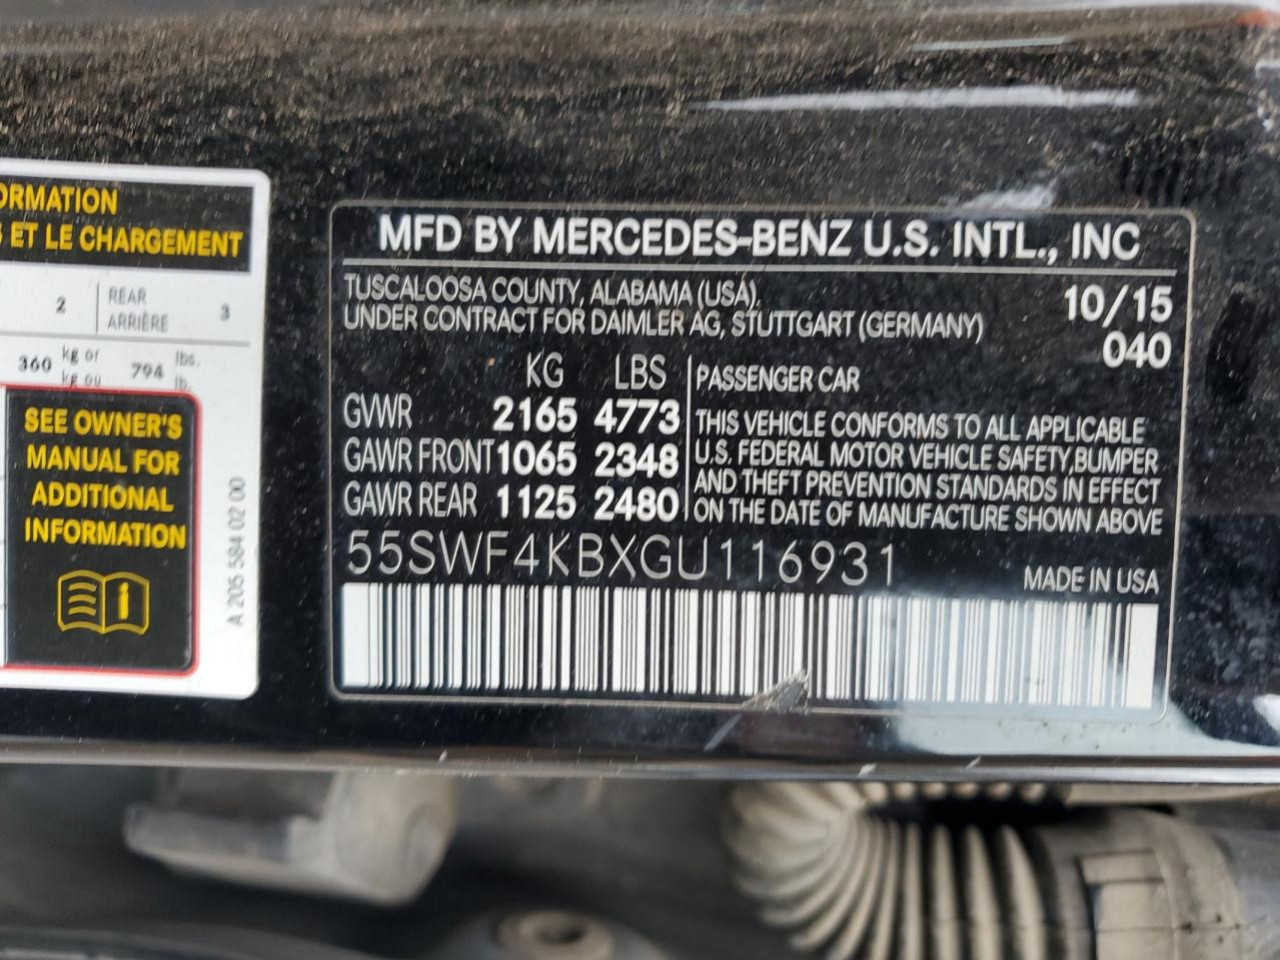 ORMATION
S ET LE CHARGEMENT
2 REAR ARRIÈRE 3
360 kg or kg ou 794 lbs. lb.
SEE OWNER'S
MANUAL FOR
ADDITIONAL
INFORMATION
A 205 584 02 00
MFD BY MERCEDES-BENZ U.S. INTL., INC
TUSCALOOSA COUNTY, ALABAMA (USA),
UNDER CONTRACT FOR DAIMLER AG, STUTTGART (GERMANY)
10/15
040
KG LBS
GVWR 2165 4773
GAWR FRONT 1065 2348
GAWR REAR 1125 2480
PASSENGER CAR
THIS VEHICLE CONFORMS TO ALL APPLICABLE
U.S. FEDERAL MOTOR VEHICLE SAFETY,BUMPER
AND THEFT PREVENTION STANDARDS IN EFFECT
ON THE DATE OF MANUFACTURE SHOWN ABOVE
55SWF4KBXGU116931
MADE IN USA